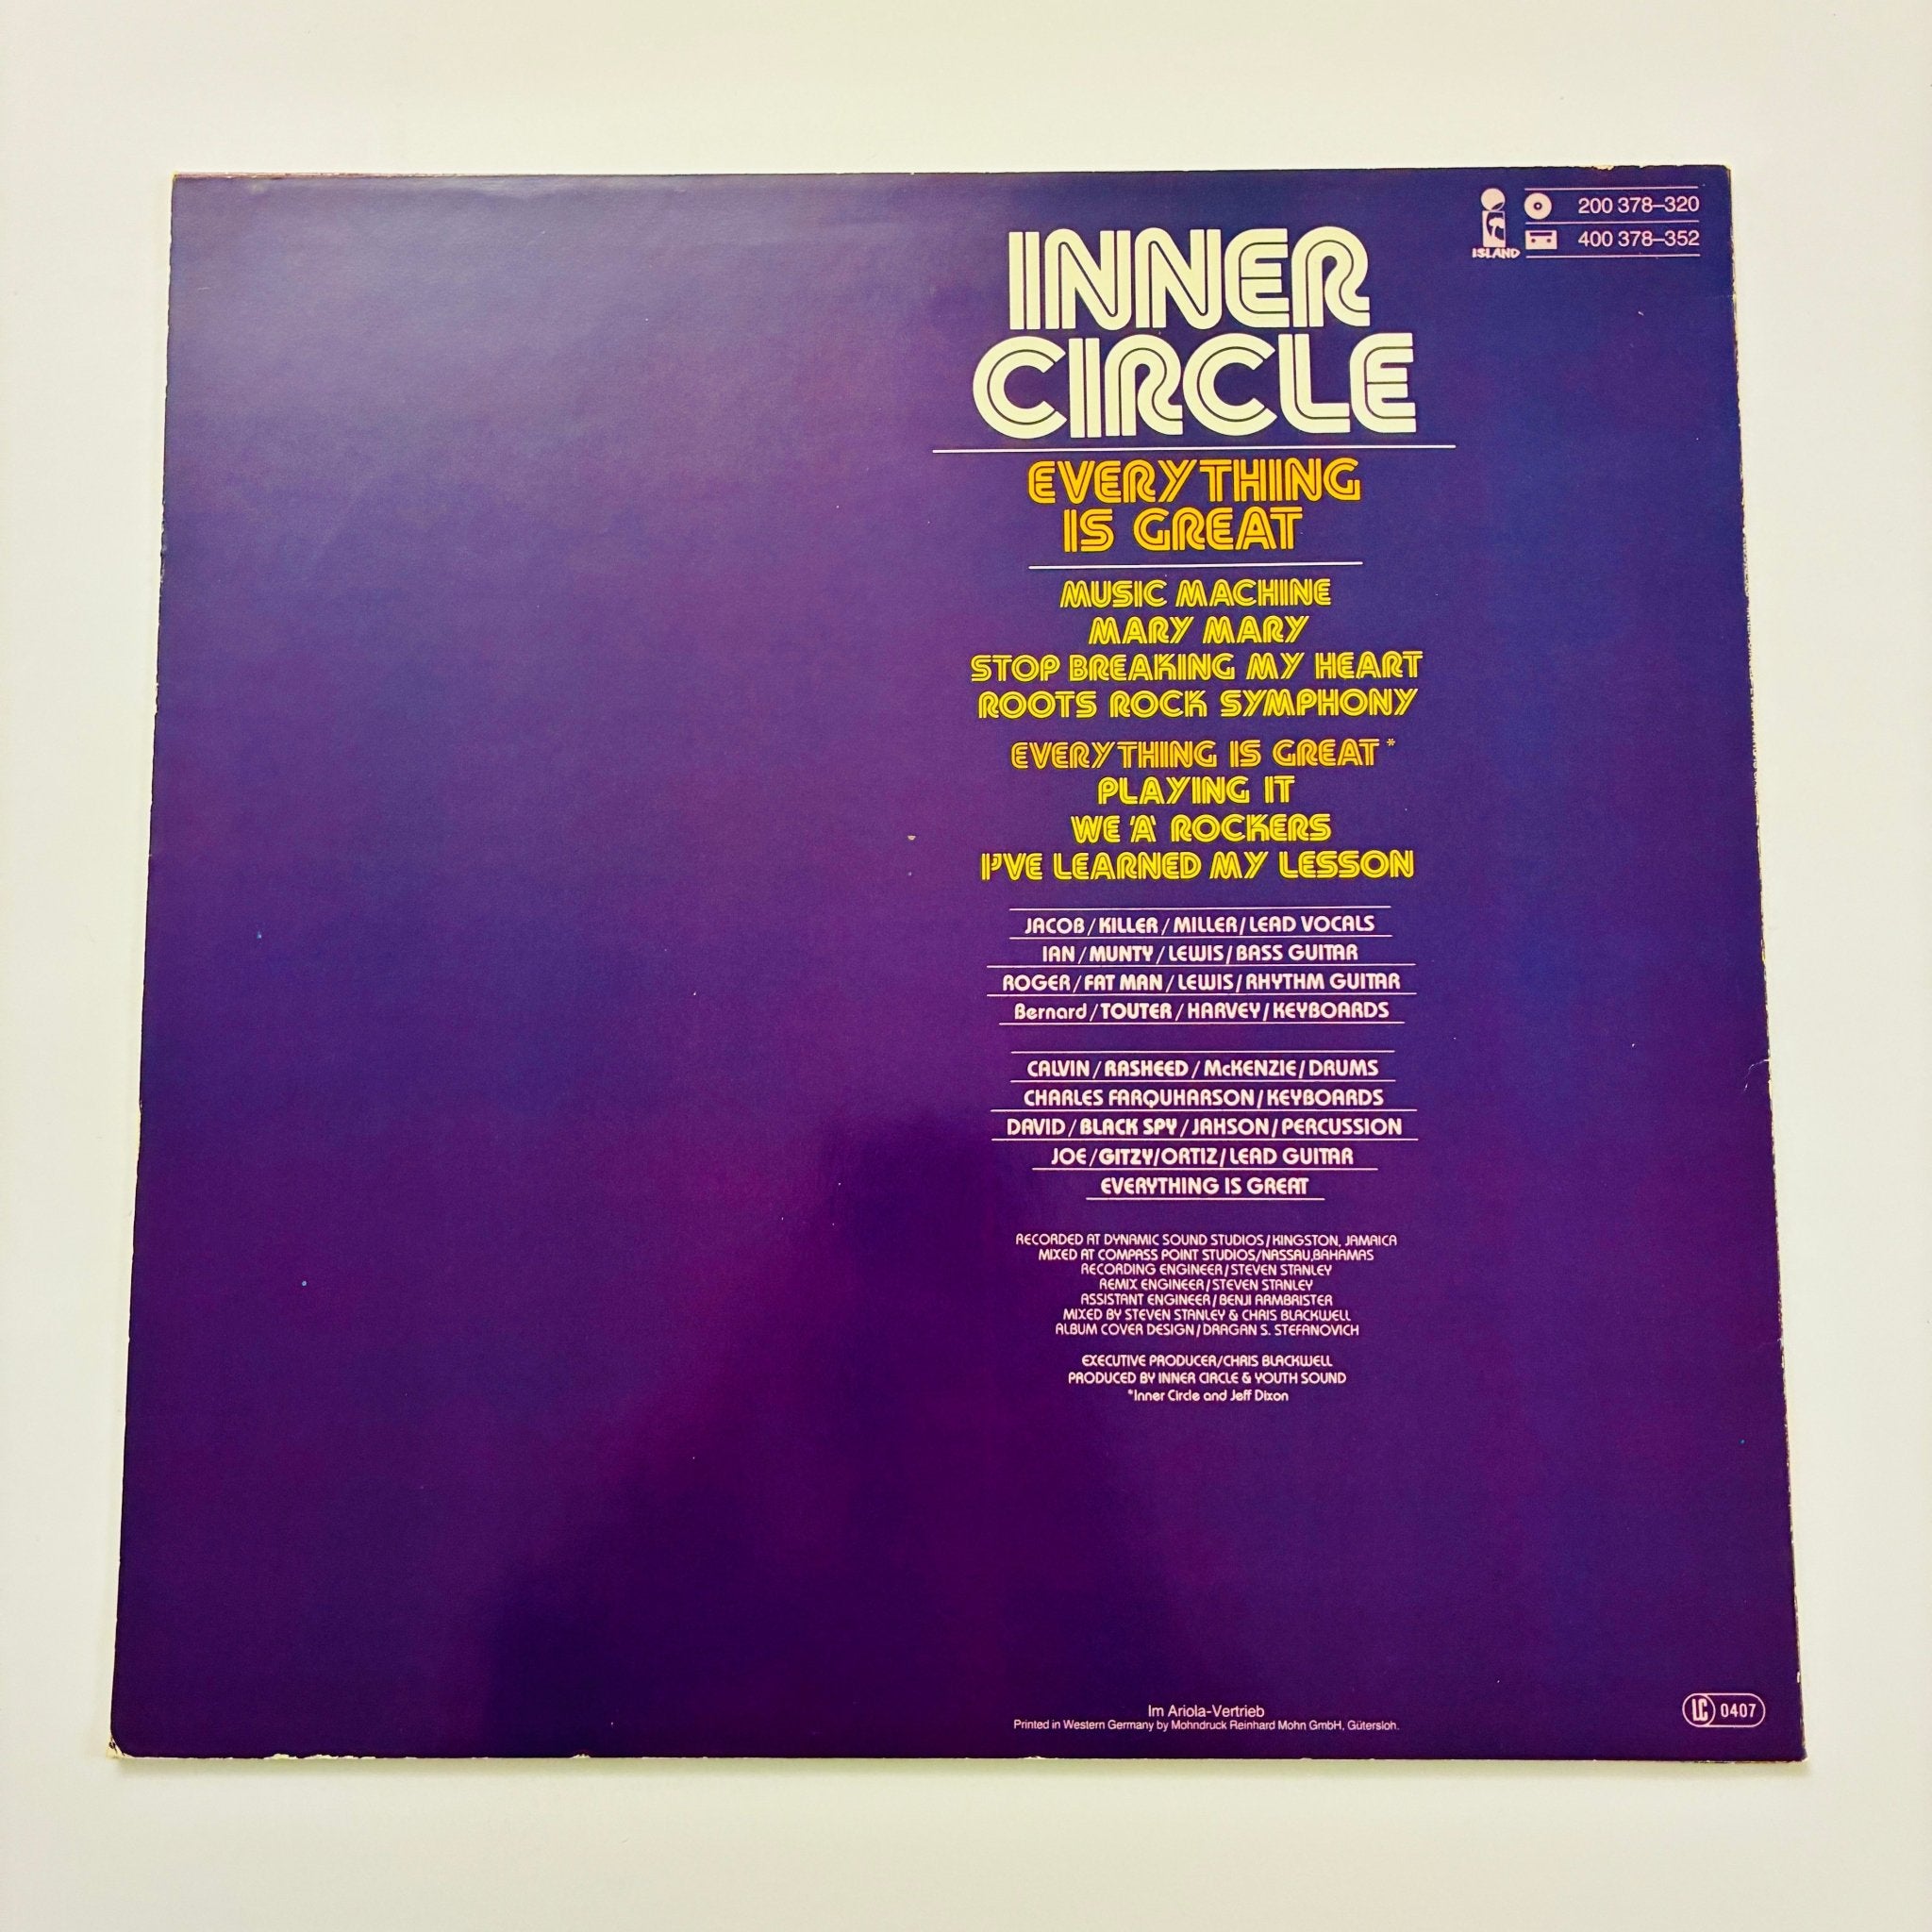 ISLAND
200 378–320
400 378–352
INNER
CIRCLE
EVERYTHING
IS GREAT
MUSIC MACHINE
MARY MARY
STOP BREAKING MY HEART
ROOTS ROCK SYMPHONY
EVERYTHING IS GREAT*
PLAYING IT
WE 'A' ROCKERS
I'VE LEARNED MY LESSON
JACOB/KILLER/MILLER/LEAD VOCALS
IAN/MUNTY/LEWIS/BASS GUITAR
ROGER/FAT MAN/LEWIS/RHYTHM GUITAR
Bernard/TOUTER/HARVEY/KEYBOARDS
CALVIN/RASHEED/McKENZIE/DRUMS
CHARLES FARQUHARSON/KEYBOARDS
DAVID/BLACK SPY/JAHSON/PERCUSSION
JOE/GITZY/ORTIZ/LEAD GUITAR
EVERYTHING IS GREAT
RECORDED AT DYNAMIC SOUND STUDIOS/KINGSTON, JAMAICA
MIXED AT COMPASS POINT STUDIOS/NASSAU,BAHAMAS
RECORDING ENGINEER/STEVEN STANLEY
REMIX ENGINEER/STEVEN STANLEY
ASSISTANT ENGINEER/BENJI ARMBRISTER
MIXED BY STEVEN STANLEY & CHRIS BLACKWELL
ALBUM COVER DESIGN/DRAGAN S. STEFANOVICH
EXECUTIVE PRODUCER/CHRIS BLACKWELL
PRODUCED BY INNER CIRCLE & YOUTH SOUND
*Inner Circle and Jeff Dixon
Im Ariola-Vertrieb
Printed in Western Germany by Mohndruck Reinhard Mohn GmbH, Gütersloh.
LC 0407